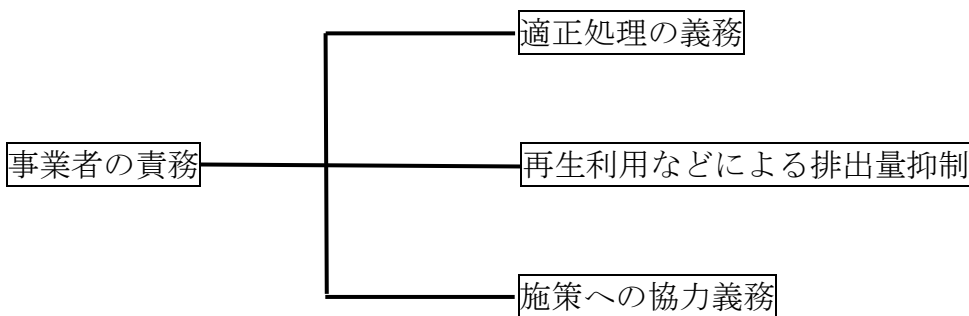 適正処理の義務
事業者の責務
再生利用などによる排出量抑制
施策への協力義務